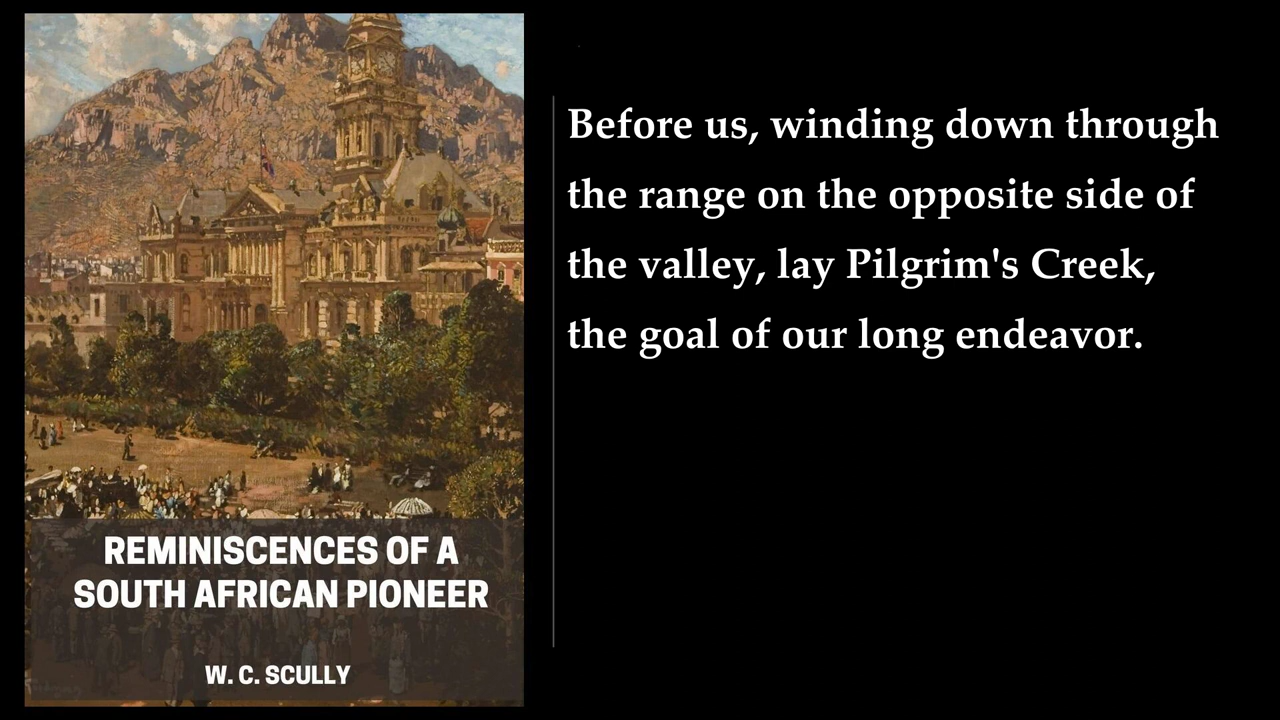 Before us, winding down through
the range on the opposite side of
the valley, lay Pilgrim's Creek,
the goal of our long endeavor.
REMINISCENCES OF A
SOUTH AFRICAN PIONEER
W. C. SCULLY